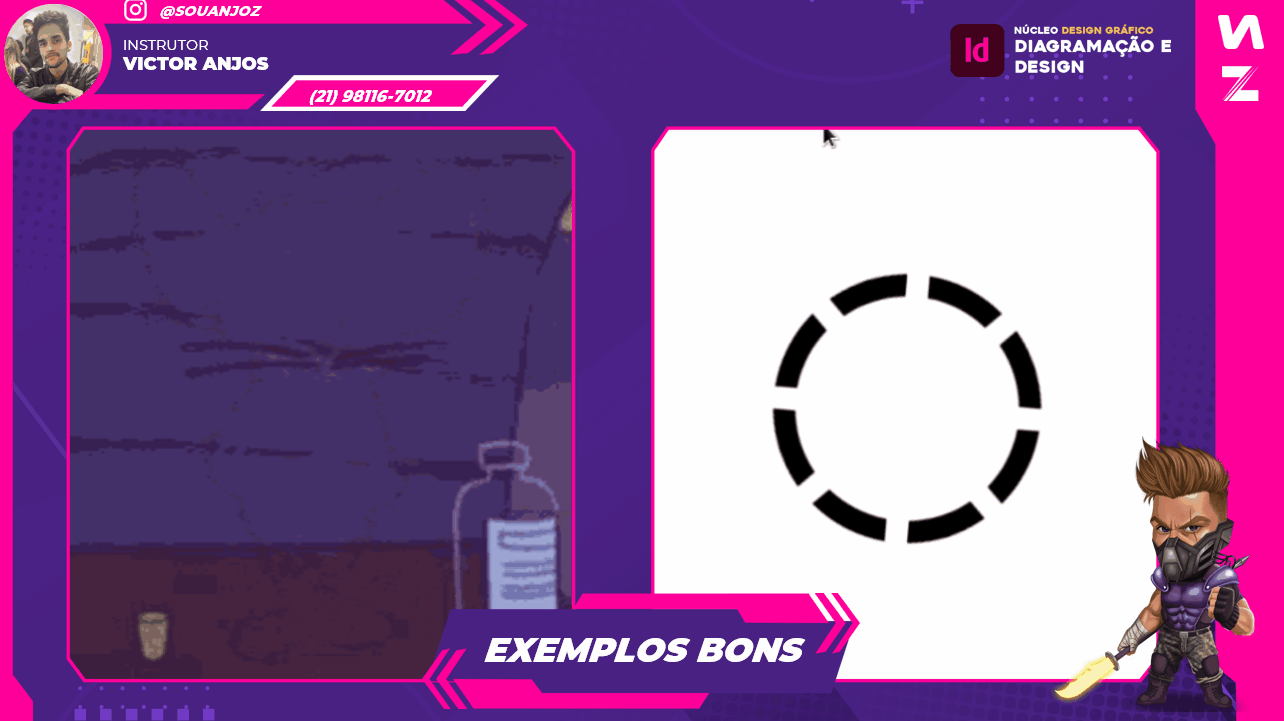 @SOUANJOZ
INSTRUTOR
VICTOR ANJOS
(21) 98116-7012
Id
NÚCLEO DESIGN GRÁFICO
DIAGRAMAÇÃO E
DESIGN
EXEMPLOS BONS